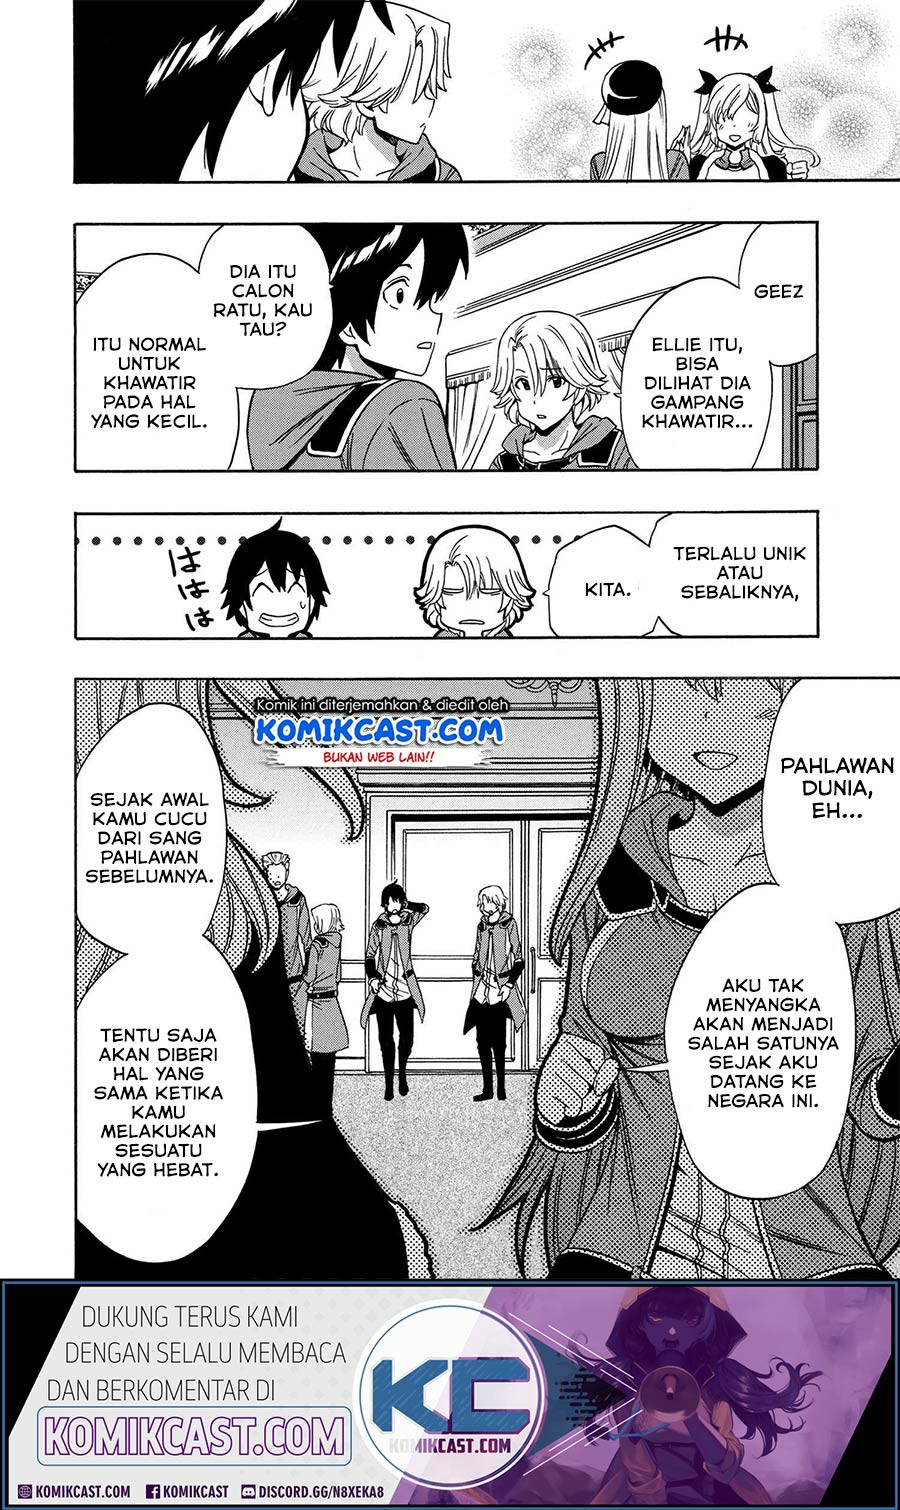 GEEZ
ELLIE ITU,
BISA
DILIHAT DIA
GAMPANG
KHAWATIR...
DIA ITU
CALON
RATU, KAU
TAU?
ITU NORMAL
UNTUK
KHAWATIR
PADA HAL
YANG KECIL.
TERLALU UNIK
ATAU
SEBALIKNYA,
KITA.
はははは
Komik ini diterjemahkan & diedit oleh
KOMIKCAST.COM
BUKAN WEB LAIN!!
PAHLAWAN
DUNIA,
EH...
AKU TAK
MENYANGKA
AKAN MENJADI
SALAH SATUNYA
SEJAK AKU
DATANG KE
NEGARA INI.
SEJAK AWAL
KAMU CUCU
DARI SANG
PAHLAWAN
SEBELUMNYA.
TENTU SAJA
AKAN DIBERI
HAL YANG
SAMA KETIKA
KAMU
MELAKUKAN
SESUATU
YANG HEBAT.
DUKUNG TERUS KAMI
DENGAN SELALU MEMBACA
DAN BERKOMENTAR DI
KOMIKCAST.COM
KC
KOMIKCAST.COM
KOMIKCAST.COM KOMIKCAST DISCORD.GG/N8XEKA8